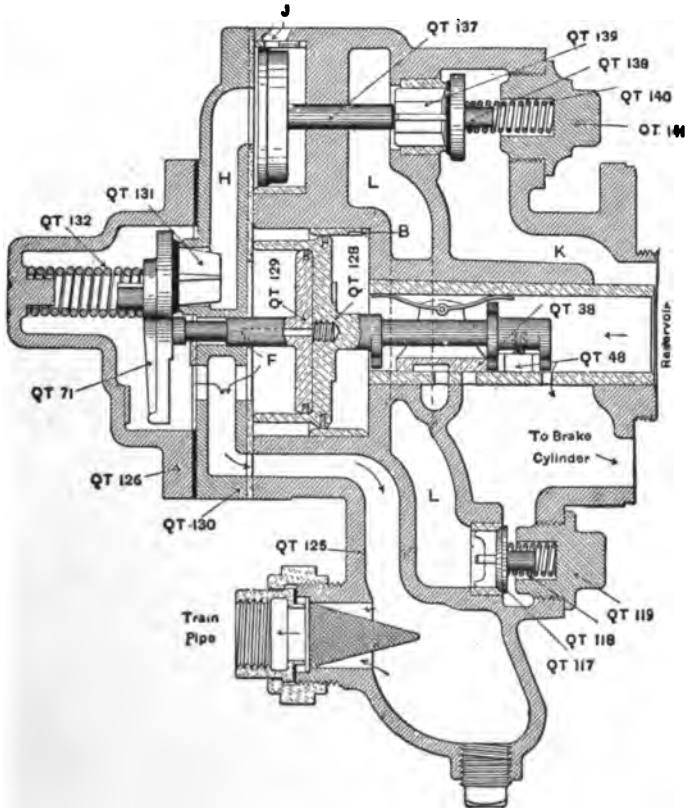 J
QT 137
QT 139
QT 138
QT 140
QT 14
H
L
K
QT 131
QT 132
B
QT 129
QT 128
QT 38
QT 48
F
QT 71
Reservoir
To Brake
Cylinder
QT 126
QT 130
L
QT 125
Train
Pipe
QT 119
QT 118
QT 117